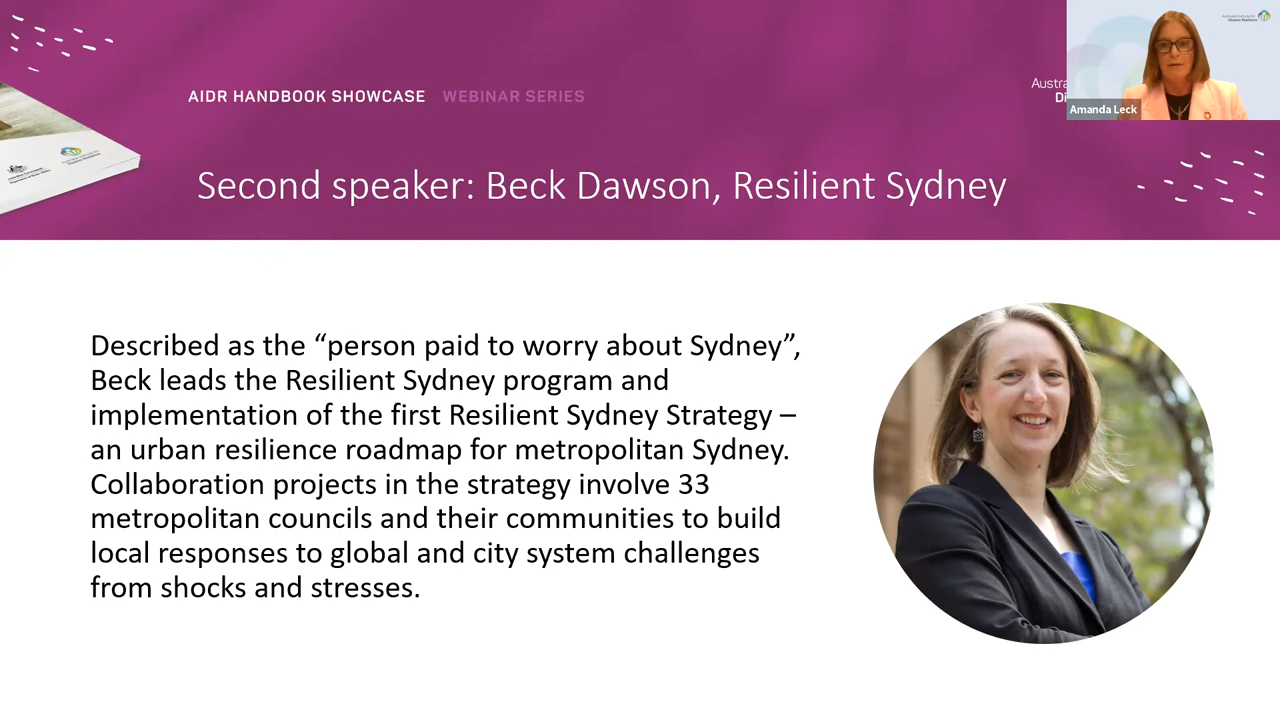 AIDR HANDBOOK SHOWCASE WEBINAR SERIES
Amanda Leck
Second speaker: Beck Dawson, Resilient Sydney
Described as the “person paid to worry about Sydney”,
Beck leads the Resilient Sydney program and
implementation of the first Resilient Sydney Strategy –
an urban resilience roadmap for metropolitan Sydney.
Collaboration projects in the strategy involve 33
metropolitan councils and their communities to build
local responses to global and city system challenges
from shocks and stresses.